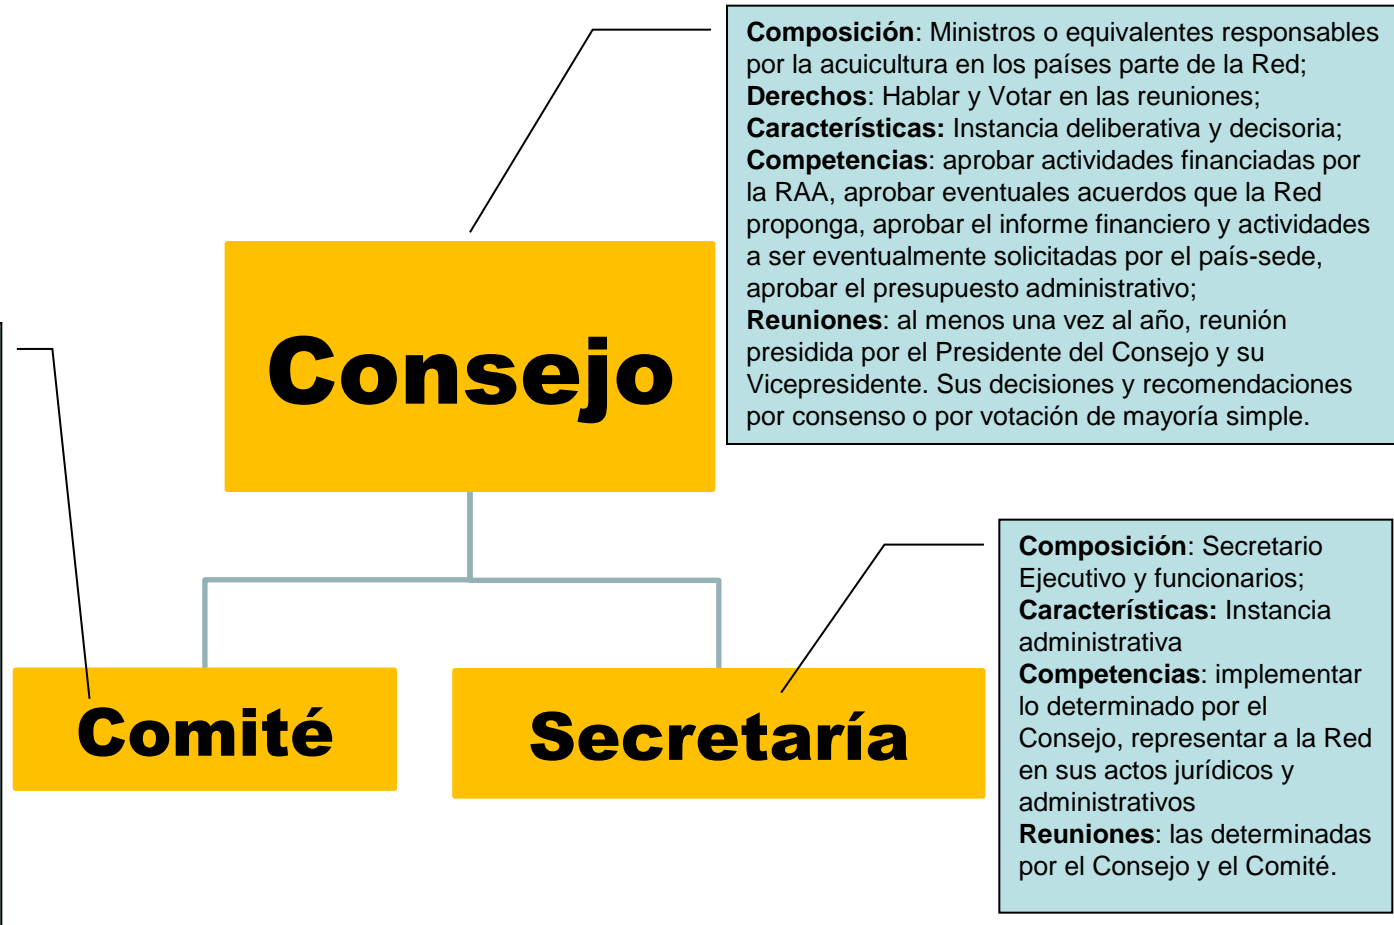 Composición: Ministros o equivalentes responsables
por la acuicultura en los países parte de la Red;
Derechos: Hablar y Votar en las reuniones;
Características: Instancia deliberativa y decisoria;
Competencias: aprobar actividades financiadas por
la RAA, aprobar eventuales acuerdos que la Red
proponga, aprobar el informe financiero y actividades
a ser eventualmente solicitadas por el país-sede,
aprobar el presupuesto administrativo;
Reuniones: al menos una vez al año, reunión
presidida por el Presidente del Consejo y su
Vicepresidente. Sus decisiones y recomendaciones
por consenso o por votación de mayoría simple.
Consejo
Comité
Secretaría
Composición: Secretario
Ejecutivo y funcionarios;
Características: Instancia
administrativa
Competencias: implementar
lo determinado por el
Consejo, representar a la Red
en sus actos jurídicos y
administrativos
Reuniones: las determinadas
por el Consejo y el Comité.